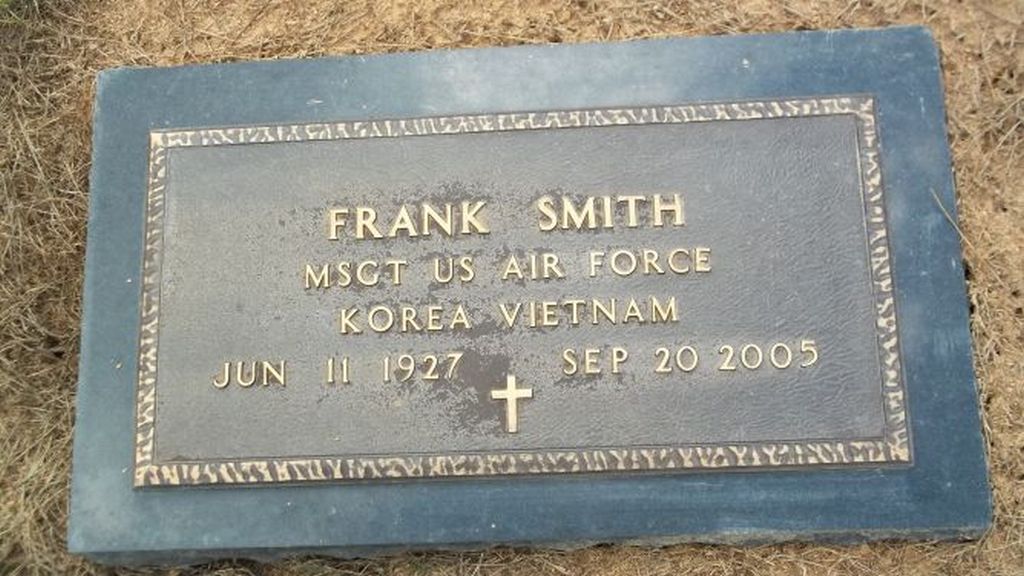 FRANK SMITH
MSGT US AIR FORCE
KOREA VIETNAM
JUN 11 1927 SEP 20 2005